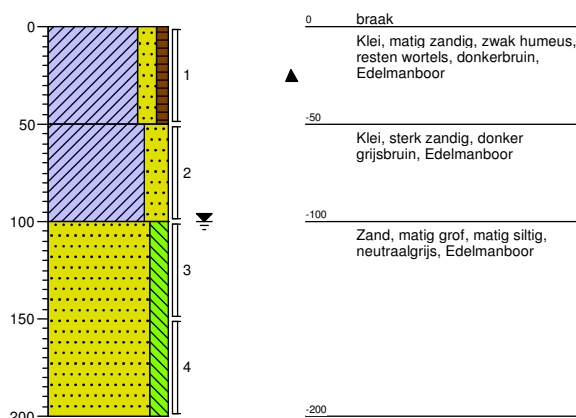 0
50
100
150
200
1
2
3
4
0
braak
Klei, matig zandig, zwak humeus,
resten wortels, donkerbruin,
Edelmanboor
-50
Klei, sterk zandig, donker
grijsbruin, Edelmanboor
-100
Zand, matig grof, matig siltig,
neutraalgrijs, Edelmanboor
-200